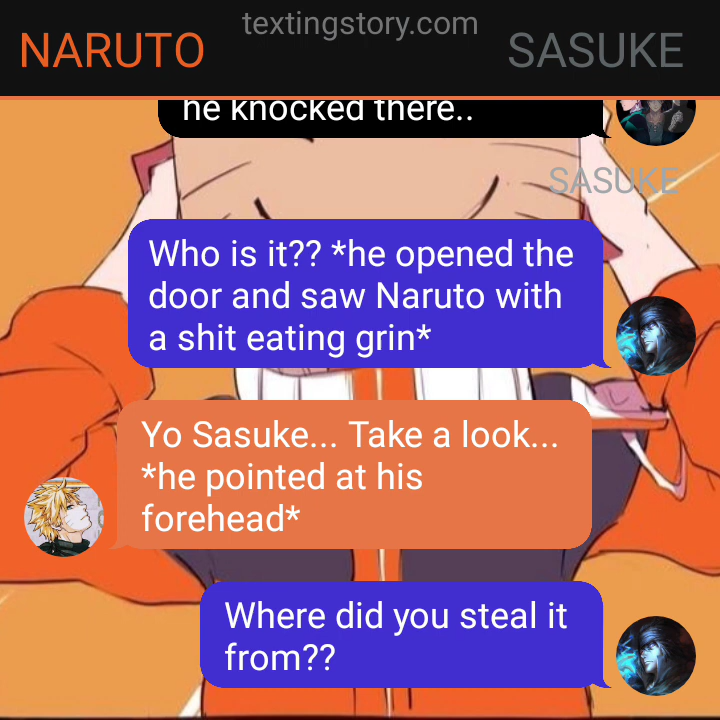 textingstory.com
NARUTO
SASUKE
he knocked there..
SASUKE
Who is it?? *he opened the
door and saw Naruto with
a shit eating grin*
Yo Sasuke... Take a look...
*he pointed at his
forehead*
Where did you steal it
from??